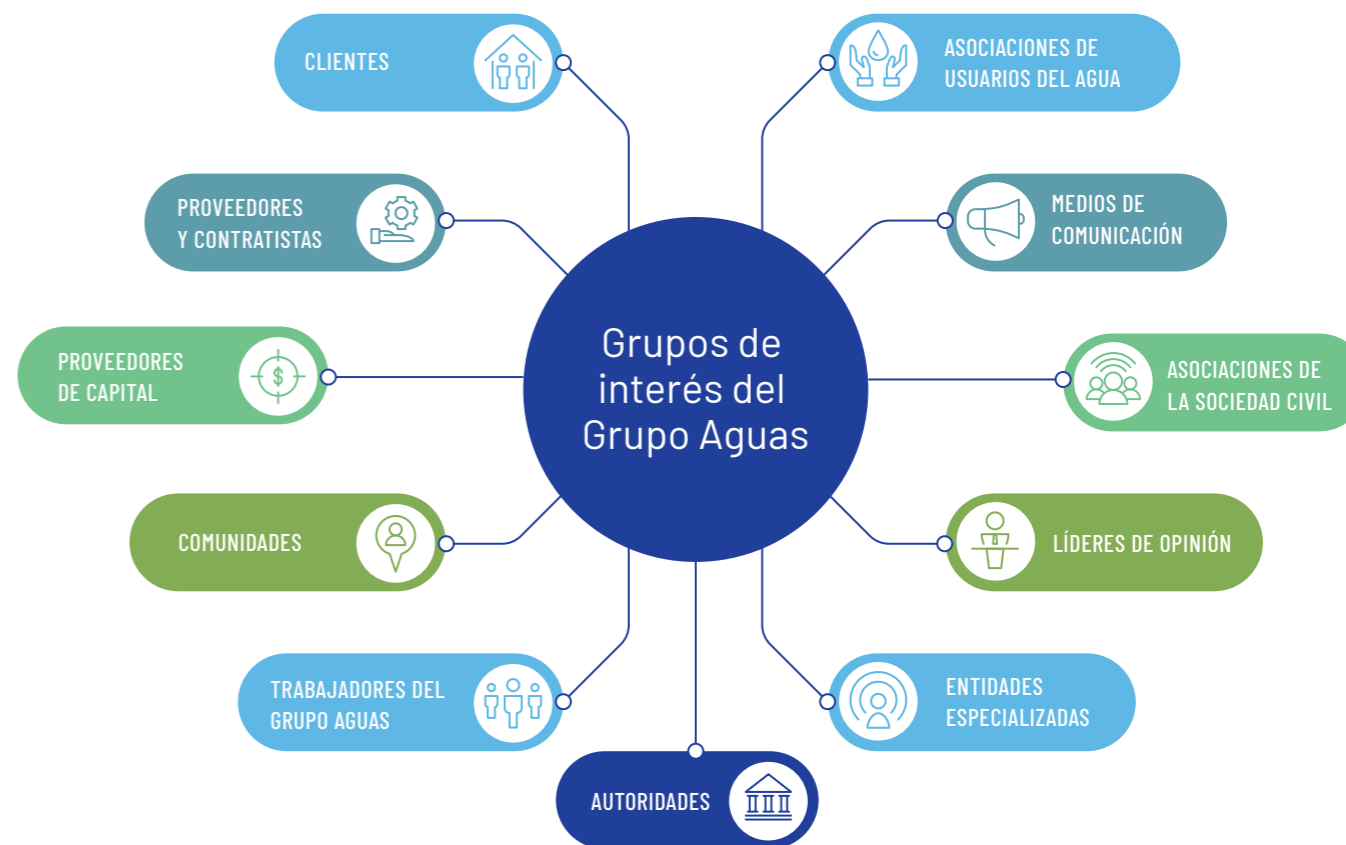 CLIENTES
ASOCIACIONES DE
USUARIOS DEL AGUA
PROVEEDORES
Y CONTRATISTAS
MEDIOS DE
COMUNICACIÓN
Grupos de
interés del
Grupo Aguas
PROVEEDORES
DE CAPITAL
$
ASOCIACIONES DE
LA SOCIEDAD CIVIL
COMUNIDADES
LÍDERES DE OPINIÓN
TRABAJADORES DEL
GRUPO AGUAS
ENTIDADES
ESPECIALIZADAS
AUTORIDADES